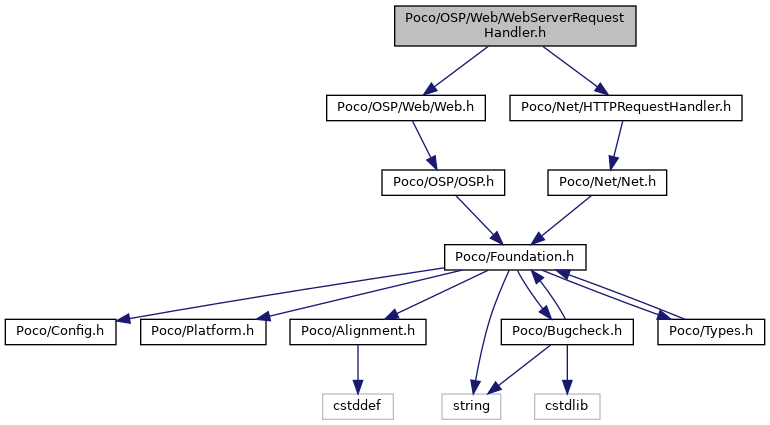 Poco/OSP/Web/WebServerRequest
Handler.h
Poco/OSP/Web/Web.h
Poco/Net/HTTPRequestHandler.h
Poco/OSP/OSP.h
Poco/Net/Net.h
Poco/Foundation.h
Poco/Config.h
Poco/Platform.h
Poco/Alignment.h
Poco/Bugcheck.h
Poco/Types.h
cstddef
string
cstdlib